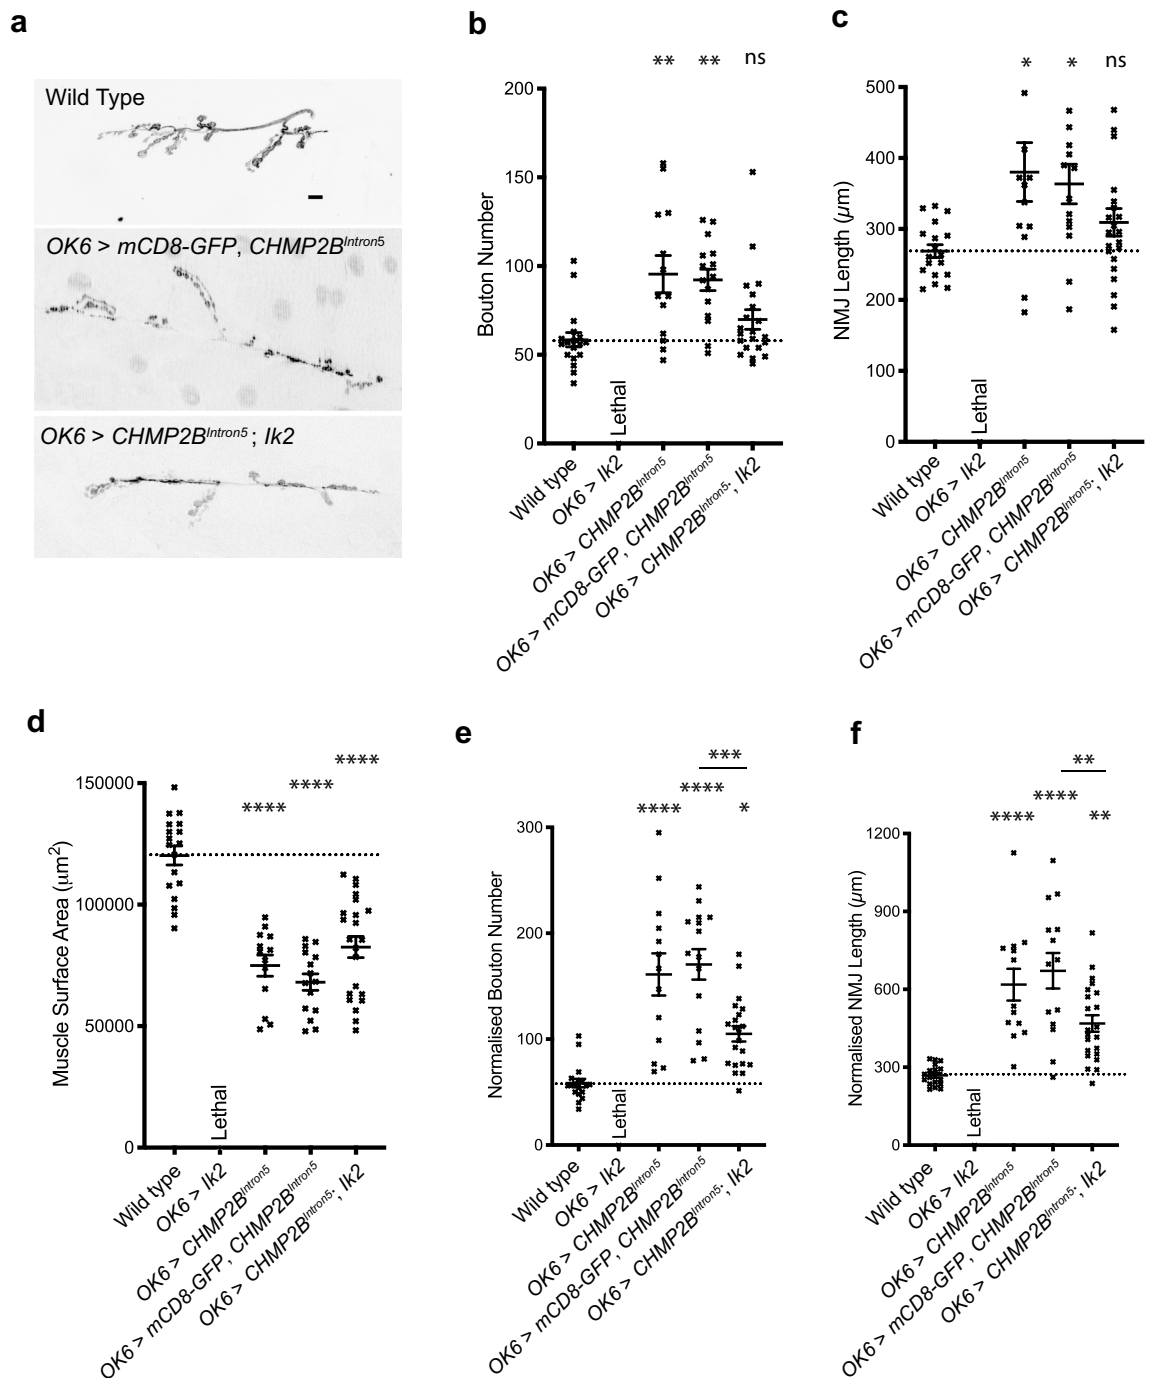 a
Wild Type
OK6 > mCD8-GFP, CHMP2B^Intron5
OK6 > CHMP2B^Intron5 ; Ik2
b
** ** ns
200
150
100
50
0
Bouton Number
Lethal
Wild type
OK6 > Ik2
OK6 > CHMP2B^Intron5
OK6 > mCD8-GFP, CHMP2B^Intron5
OK6 > CHMP2B^Intron5; Ik2
c
* * ns
500
400
300
200
100
0
NMJ Length (µm)
Lethal
Wild type
OK6 > Ik2
OK6 > CHMP2B^Intron5
OK6 > mCD8-GFP, CHMP2B^Intron5
OK6 > CHMP2B^Intron5; Ik2
d
****
****
****
150000
100000
50000
0
Muscle Surface Area (µm²)
Lethal
Wild type
OK6 > Ik2
OK6 > CHMP2B^Intron5
OK6 > mCD8-GFP, CHMP2B^Intron5
OK6 > CHMP2B^Intron5; Ik2
e
***
****
**** *
300
200
100
0
Normalised Bouton Number
Lethal
Wild type
OK6 > Ik2
OK6 > CHMP2B^Intron5
OK6 > mCD8-GFP, CHMP2B^Intron5
OK6 > CHMP2B^Intron5; Ik2
f
**
****
**** **
1200
900
600
300
0
Normalised NMJ Length (µm)
Lethal
Wild type
OK6 > Ik2
OK6 > CHMP2B^Intron5
OK6 > mCD8-GFP, CHMP2B^Intron5
OK6 > CHMP2B^Intron5; Ik2